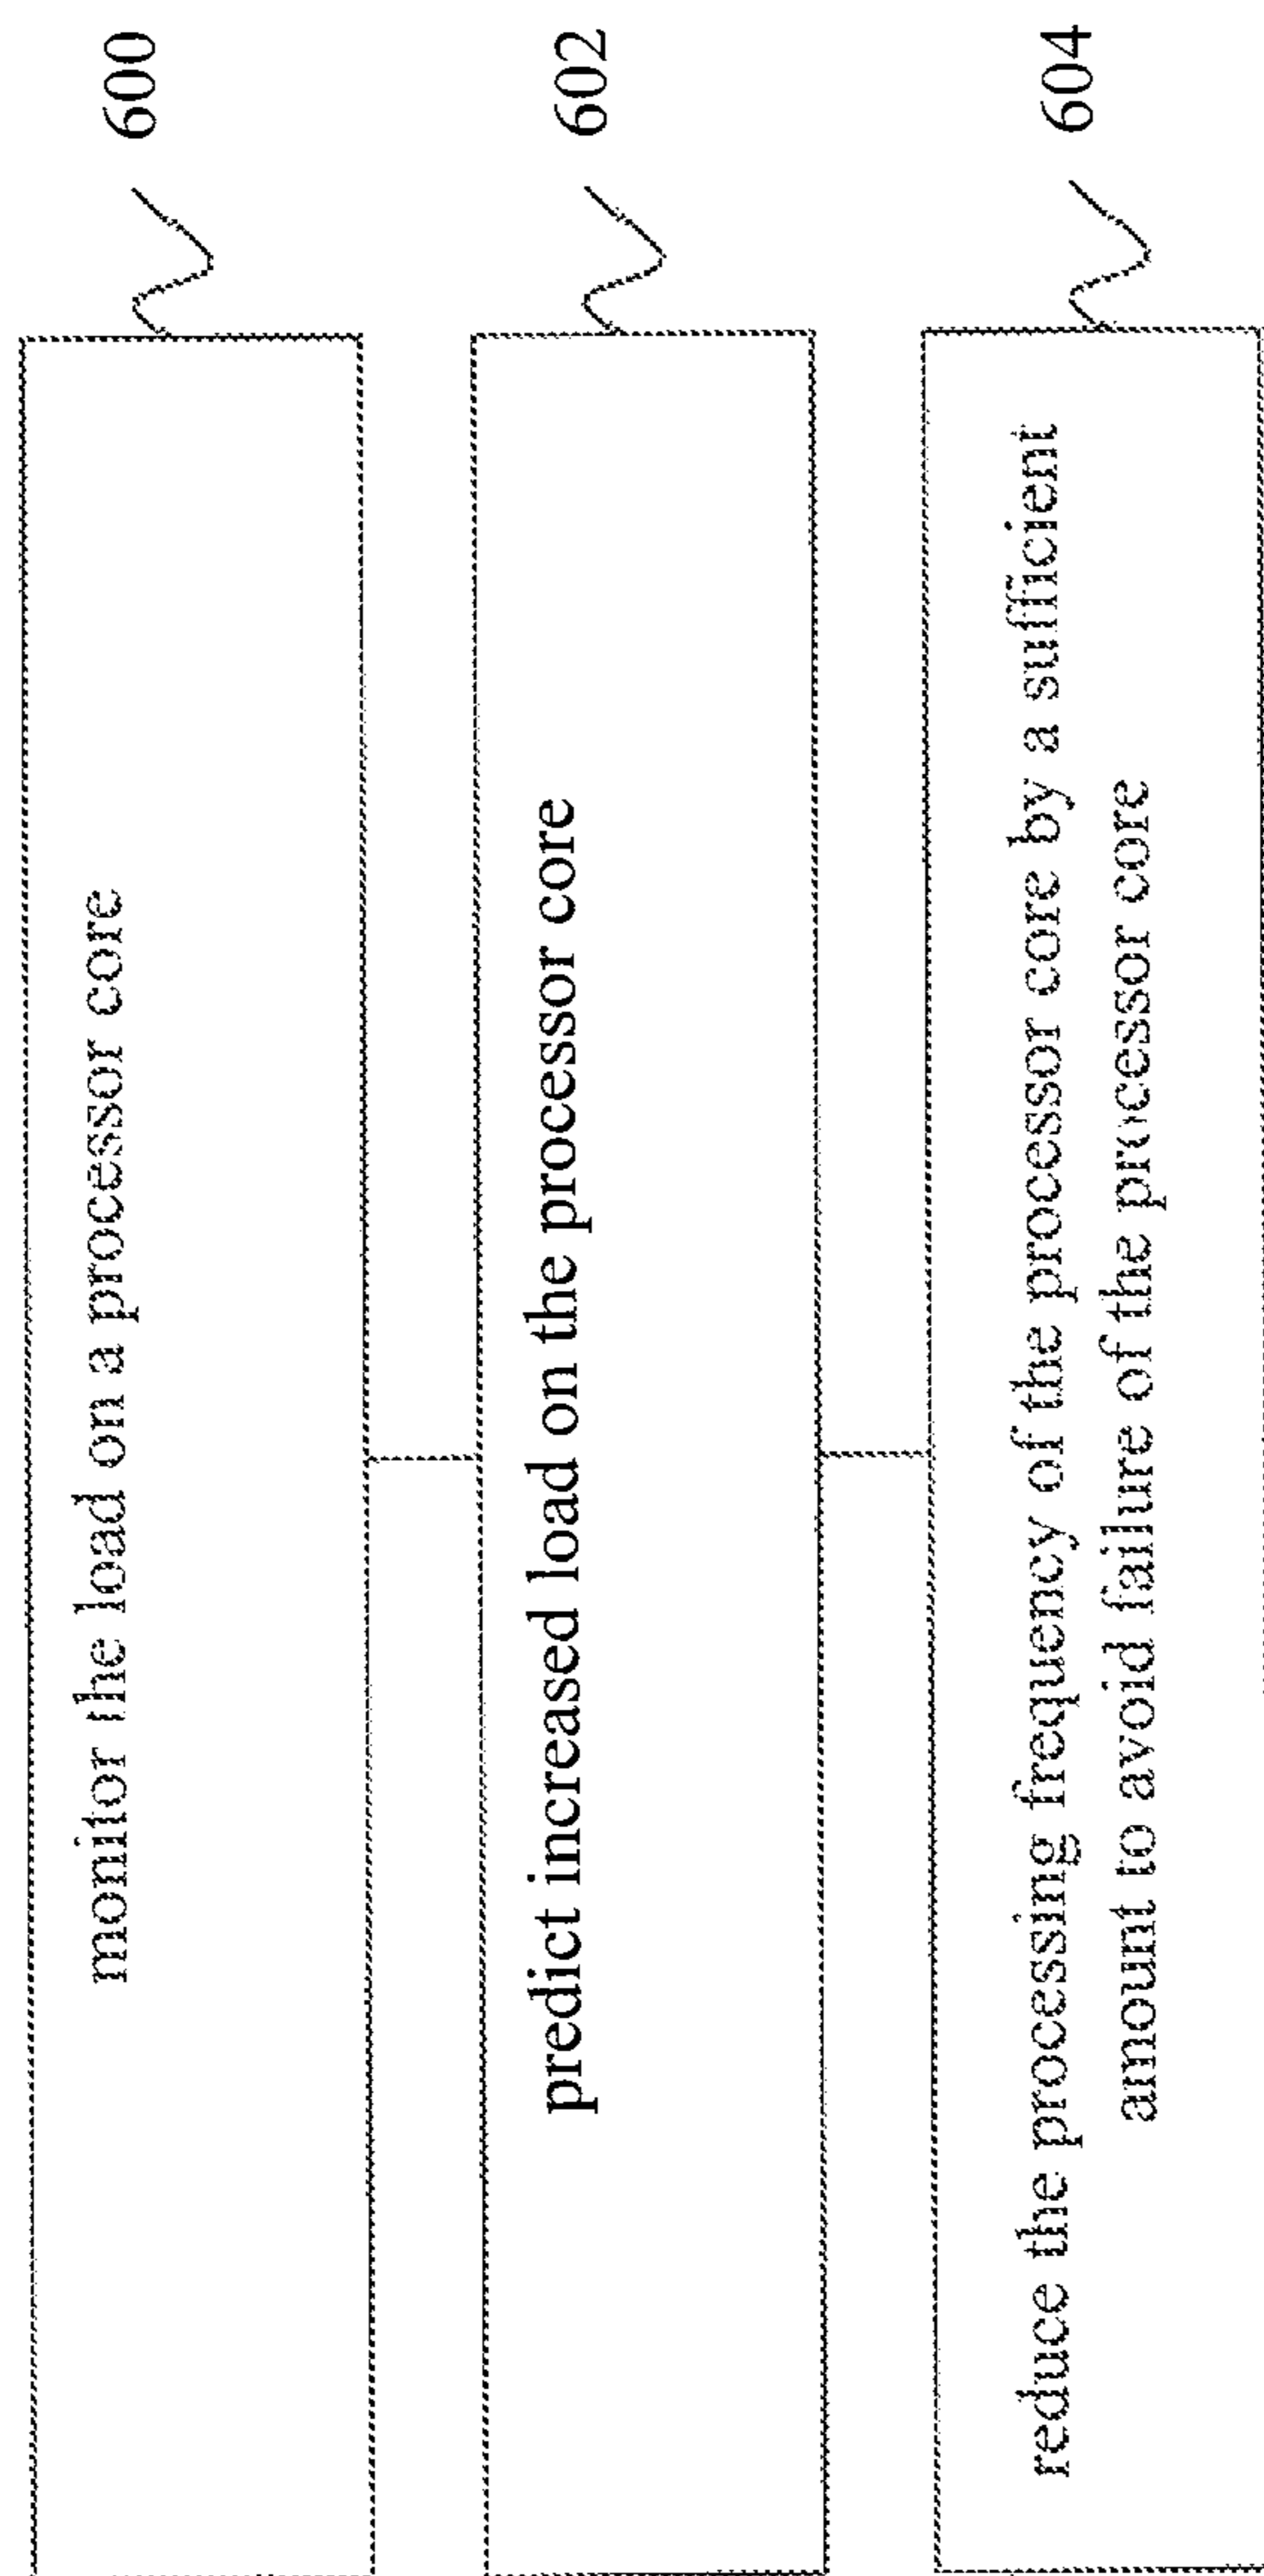 monitor the load on a processor core
600
predict increased load on the processor core
602
reduce the processing frequency of the processor core by a sufficient
amount to avoid failure of the processor core
604